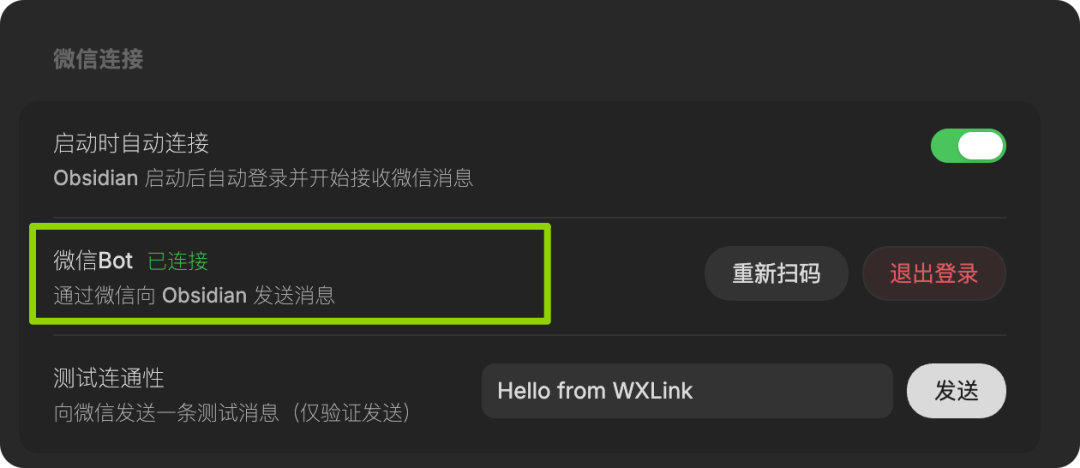 微信连接
启动时自动连接
Obsidian 启动后自动登录并开始接收微信消息
微信Bot 已连接
通过微信向 Obsidian 发送消息
重新扫码
退出登录
测试连通性
向微信发送一条测试消息（仅验证发送）
Hello from WXLink
发送